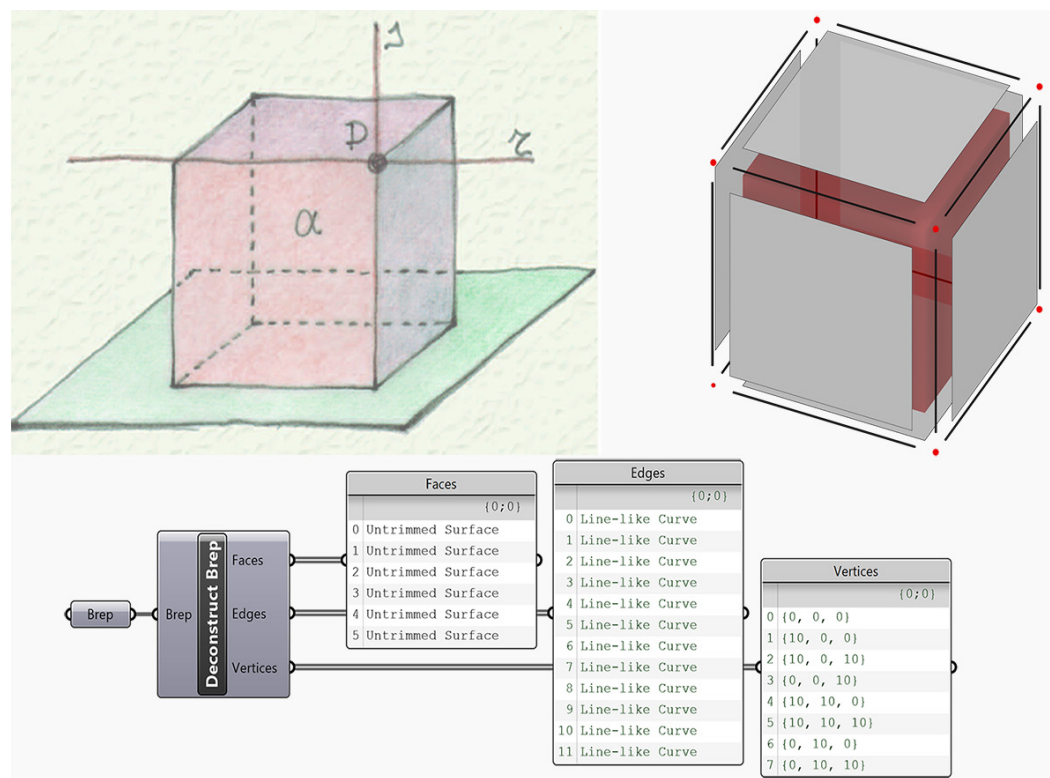 s
D
r
α
Faces
{0;0}
0 Untrimmed Surface
1 Untrimmed Surface
2 Untrimmed Surface
3 Untrimmed Surface
4 Untrimmed Surface
5 Untrimmed Surface
Edges
{0;0}
0 Line-like Curve
1 Line-like Curve
2 Line-like Curve
3 Line-like Curve
4 Line-like Curve
5 Line-like Curve
6 Line-like Curve
7 Line-like Curve
8 Line-like Curve
9 Line-like Curve
10 Line-like Curve
11 Line-like Curve
Brep
Brep
Deconstruct Brep
Faces
Edges
Vertices
Vertices
{0;0}
0 {0, 0, 0}
1 {10, 0, 0}
2 {10, 0, 10}
3 {0, 0, 10}
4 {10, 10, 0}
5 {10, 10, 10}
6 {0, 10, 0}
7 {0, 10, 10}